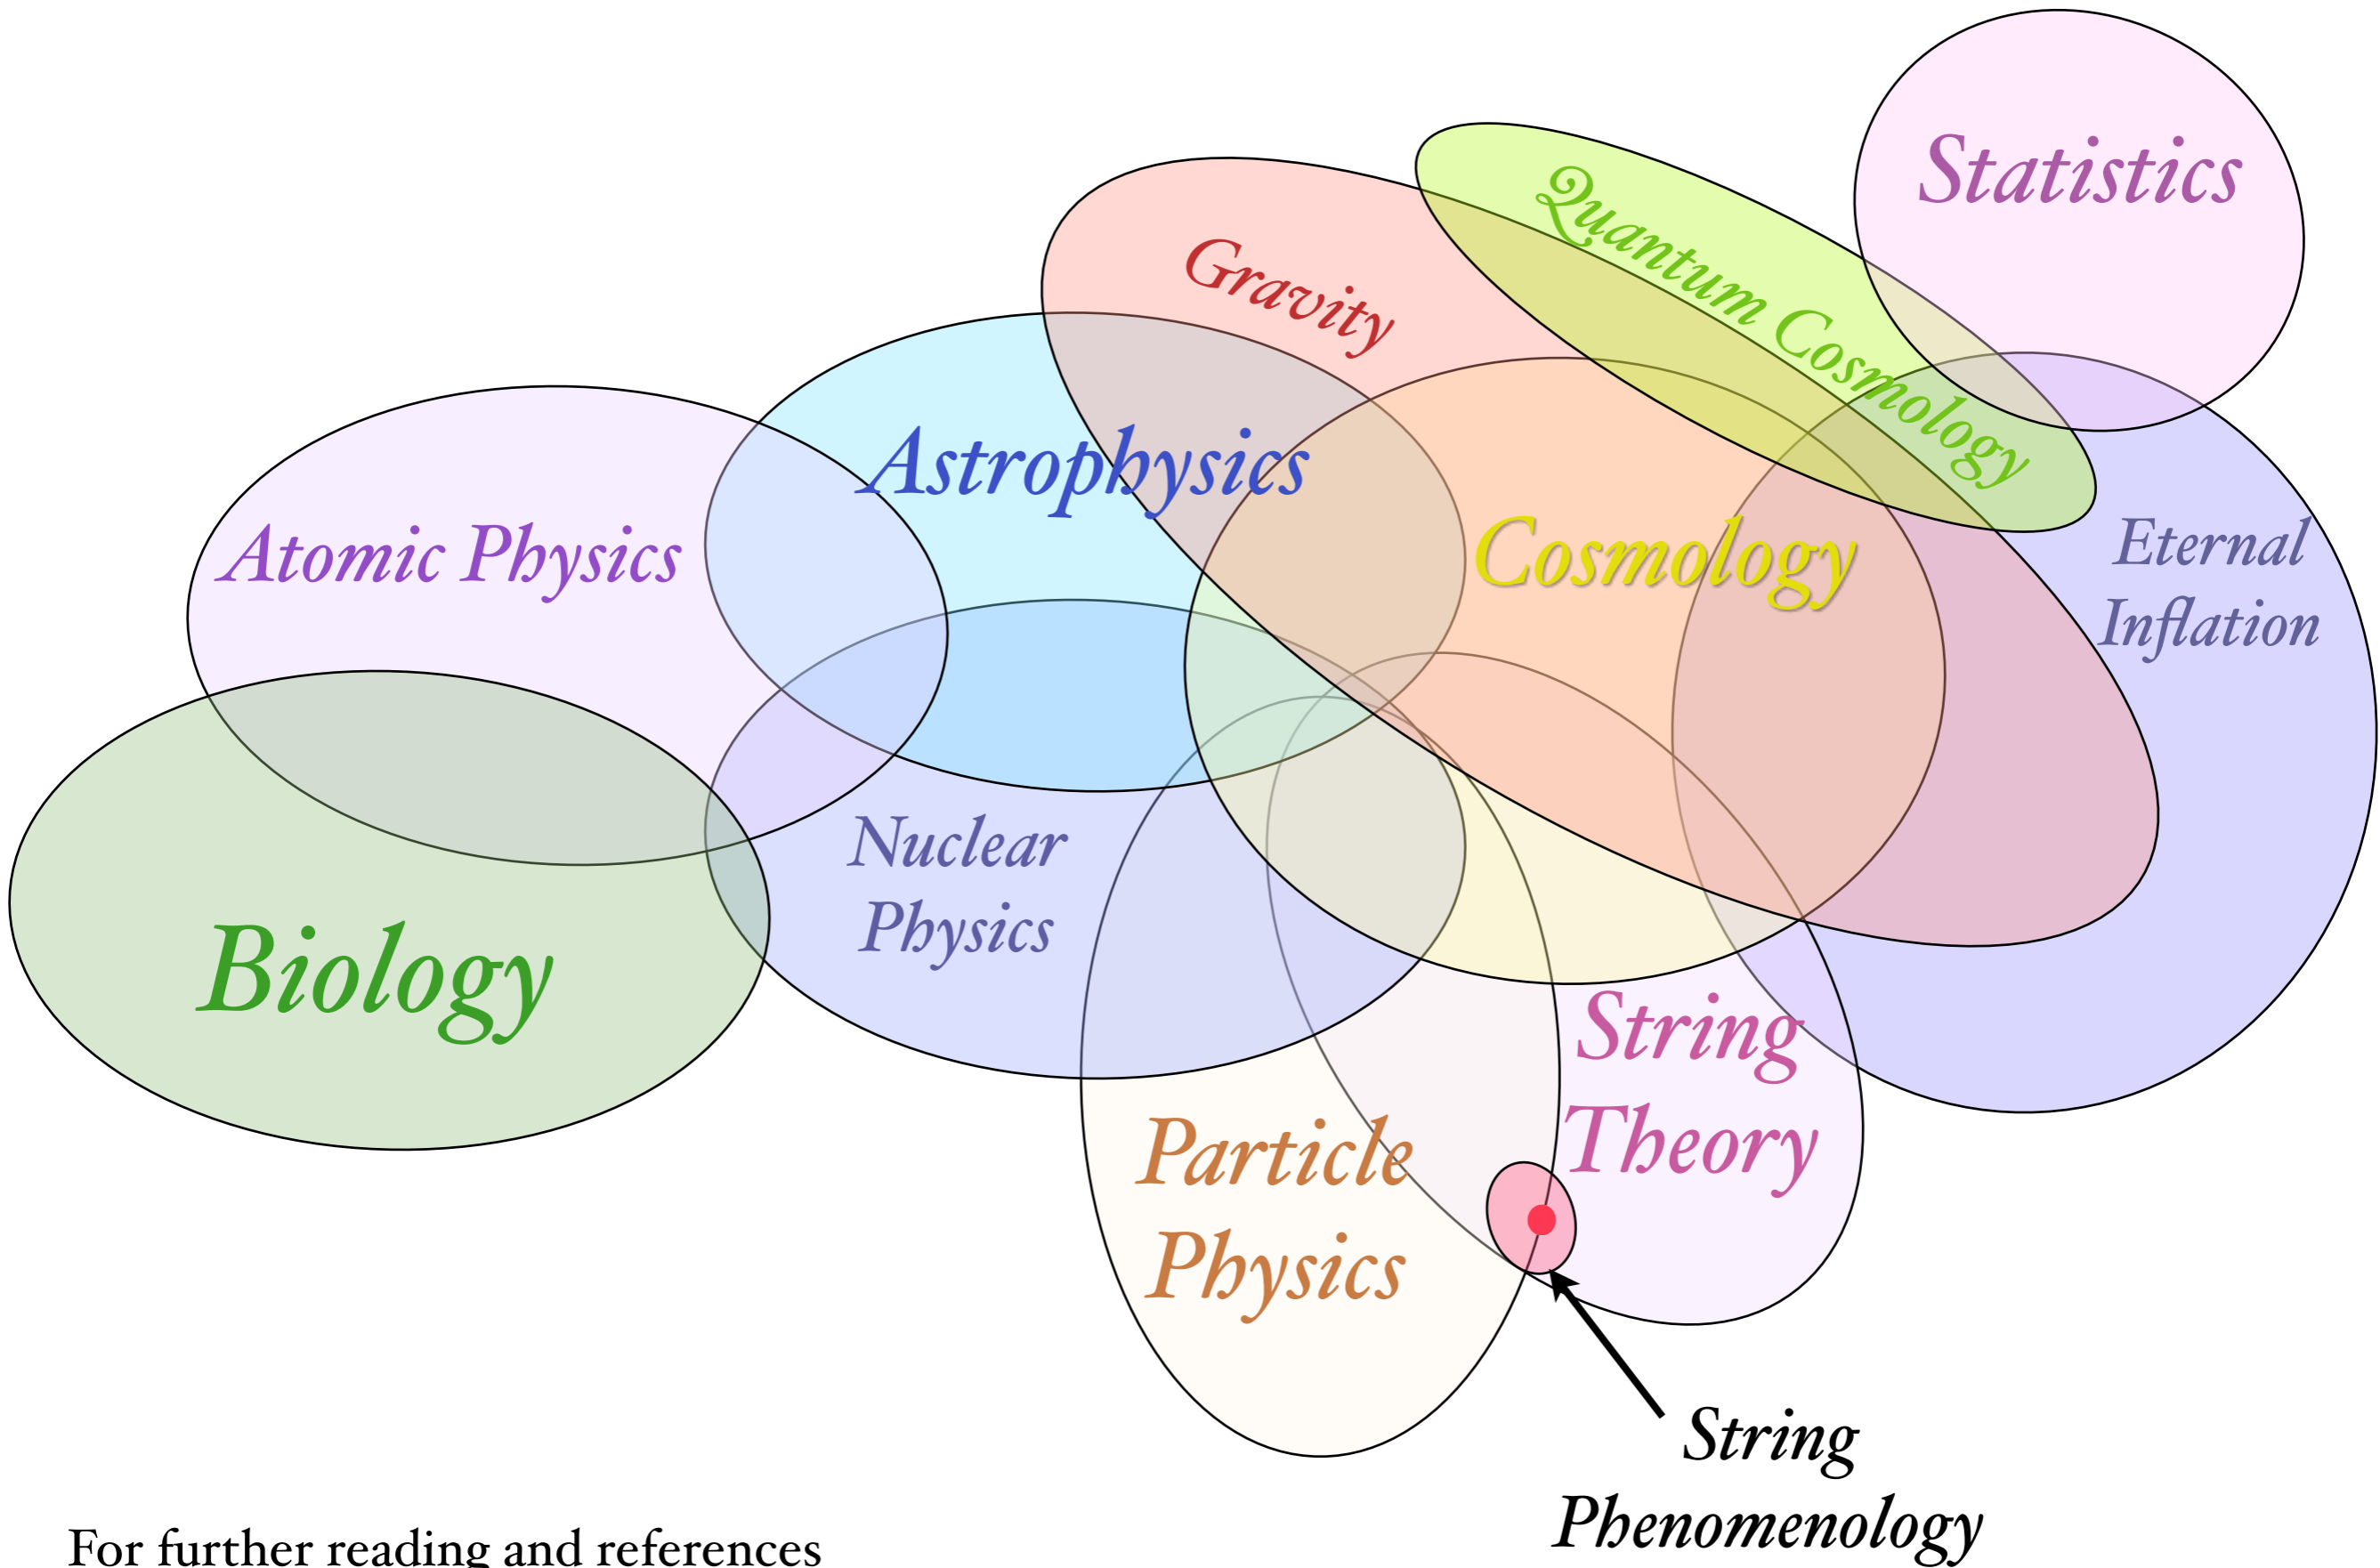 Statistics
Quantum Cosmology
Gravity
Astrophysics
Atomic Physics
Cosmology
Eternal
Inflation
Nuclear
Physics
Biology
String
Theory
Particle
Physics
String
Phenomenology
For further reading and references